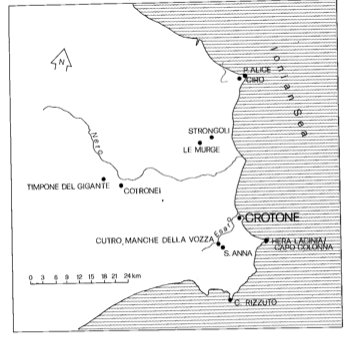 N
Ionian Sea
P. ALICE
CIRO
STRONGOLI
LE MURGE
Neto
TIMPONE DEL GIGANTE
COTRONEI
Esaro
CROTONE
CUTRO, MANCHE DELLA VOZZA
HERA LACINIA/
CAPO COLONNA
S. ANNA
0 3 6 9 12 15 18 21 24 km
C. RIZZUTO